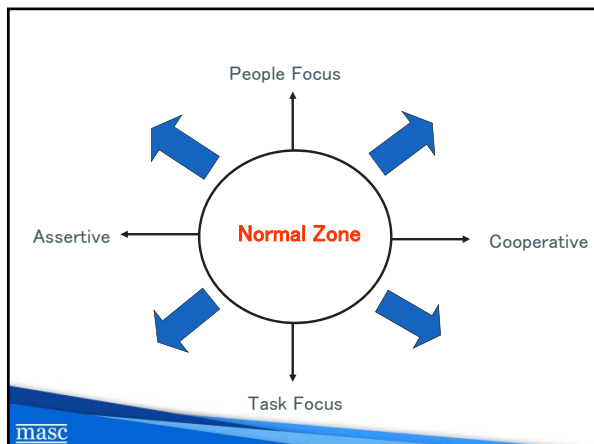 People Focus
Assertive
Normal Zone
Cooperative
Task Focus
masc